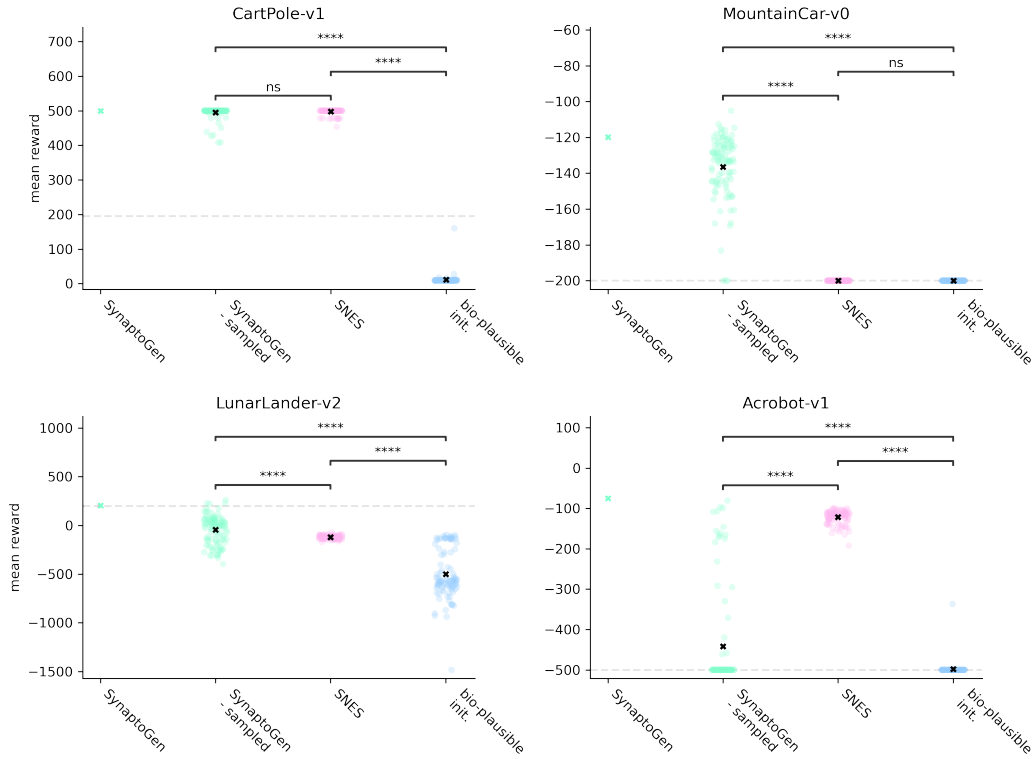 CartPole-v1
mean reward
700
600
500
400
300
200
100
0
****
****
ns
SynaptoGen
SynaptoGen
- sampled
SNES
bio-plausible
init.
MountainCar-v0
−60
−80
−100
−120
−140
−160
−180
−200
****
ns
****
SynaptoGen
SynaptoGen
- sampled
SNES
bio-plausible
init.
LunarLander-v2
mean reward
1000
500
0
−500
−1000
−1500
****
****
****
SynaptoGen
SynaptoGen
- sampled
SNES
bio-plausible
init.
Acrobot-v1
100
0
−100
−200
−300
−400
−500
****
****
****
SynaptoGen
SynaptoGen
- sampled
SNES
bio-plausible
init.